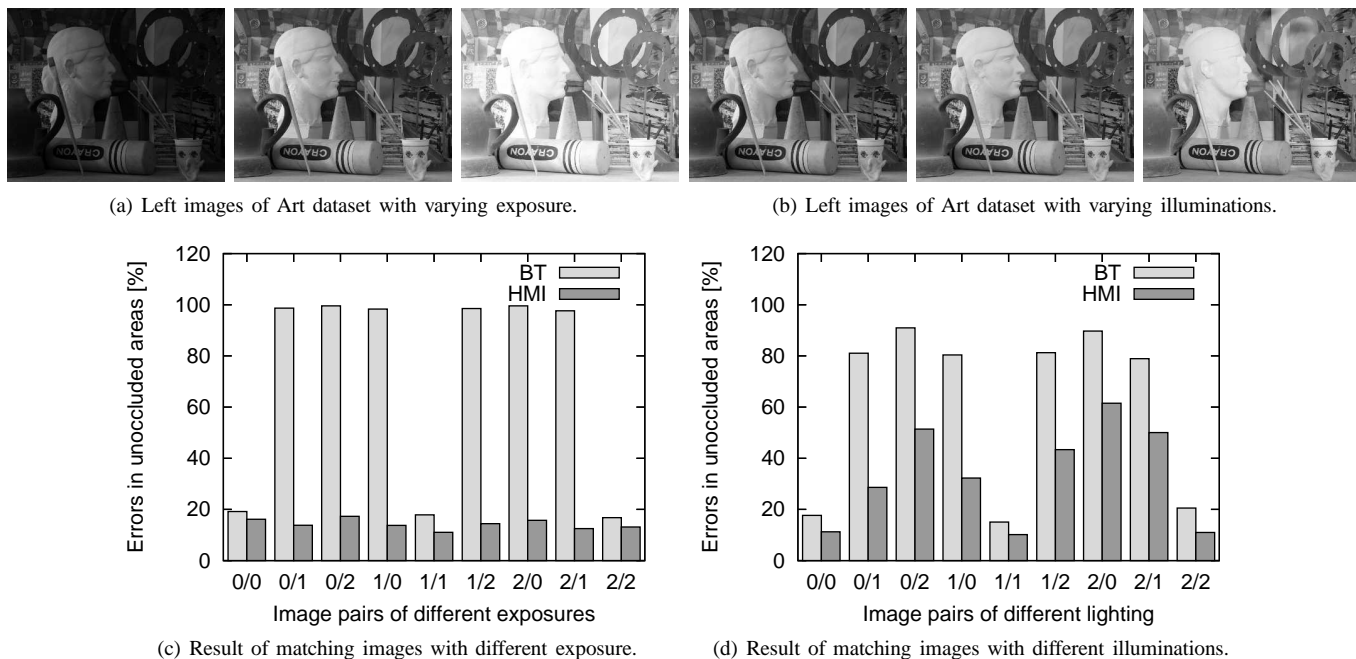 CRAYON
CRAYON
CRAYON
CRAYON
CRAYON
CRAYON
(a) Left images of Art dataset with varying exposure.
(b) Left images of Art dataset with varying illuminations.
Errors in unoccluded areas [%]
120
100
80
60
40
20
0
BT
HMI
0/0 0/1 0/2 1/0 1/1 1/2 2/0 2/1 2/2
Image pairs of different exposures
(c) Result of matching images with different exposure.
Errors in unoccluded areas [%]
120
100
80
60
40
20
0
BT
HMI
0/0 0/1 0/2 1/0 1/1 1/2 2/0 2/1 2/2
Image pairs of different lighting
(d) Result of matching images with different illuminations.